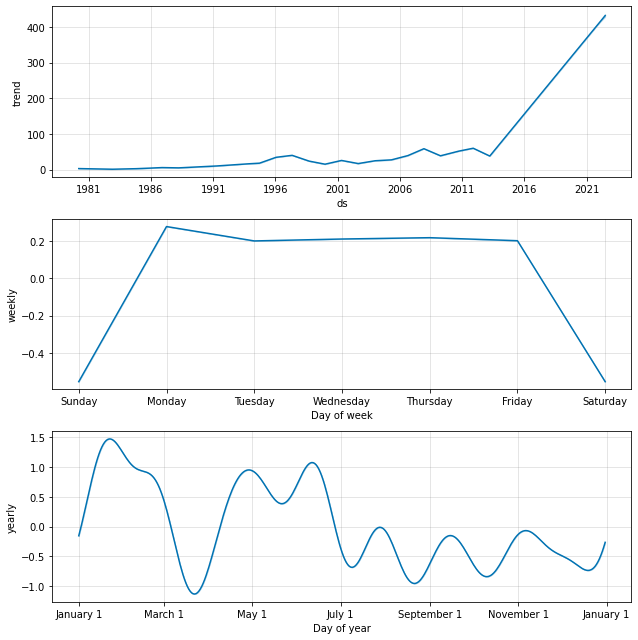 400
300
200
100
0
trend
1981 1986 1991 1996 2001 2006 2011 2016 2021
ds
0.2
0.0
−0.2
−0.4
weekly
Sunday Monday Tuesday Wednesday Thursday Friday Saturday
Day of week
1.5
1.0
0.5
0.0
−0.5
−1.0
yearly
January 1 March 1 May 1 July 1 September 1 November 1 January 1
Day of year